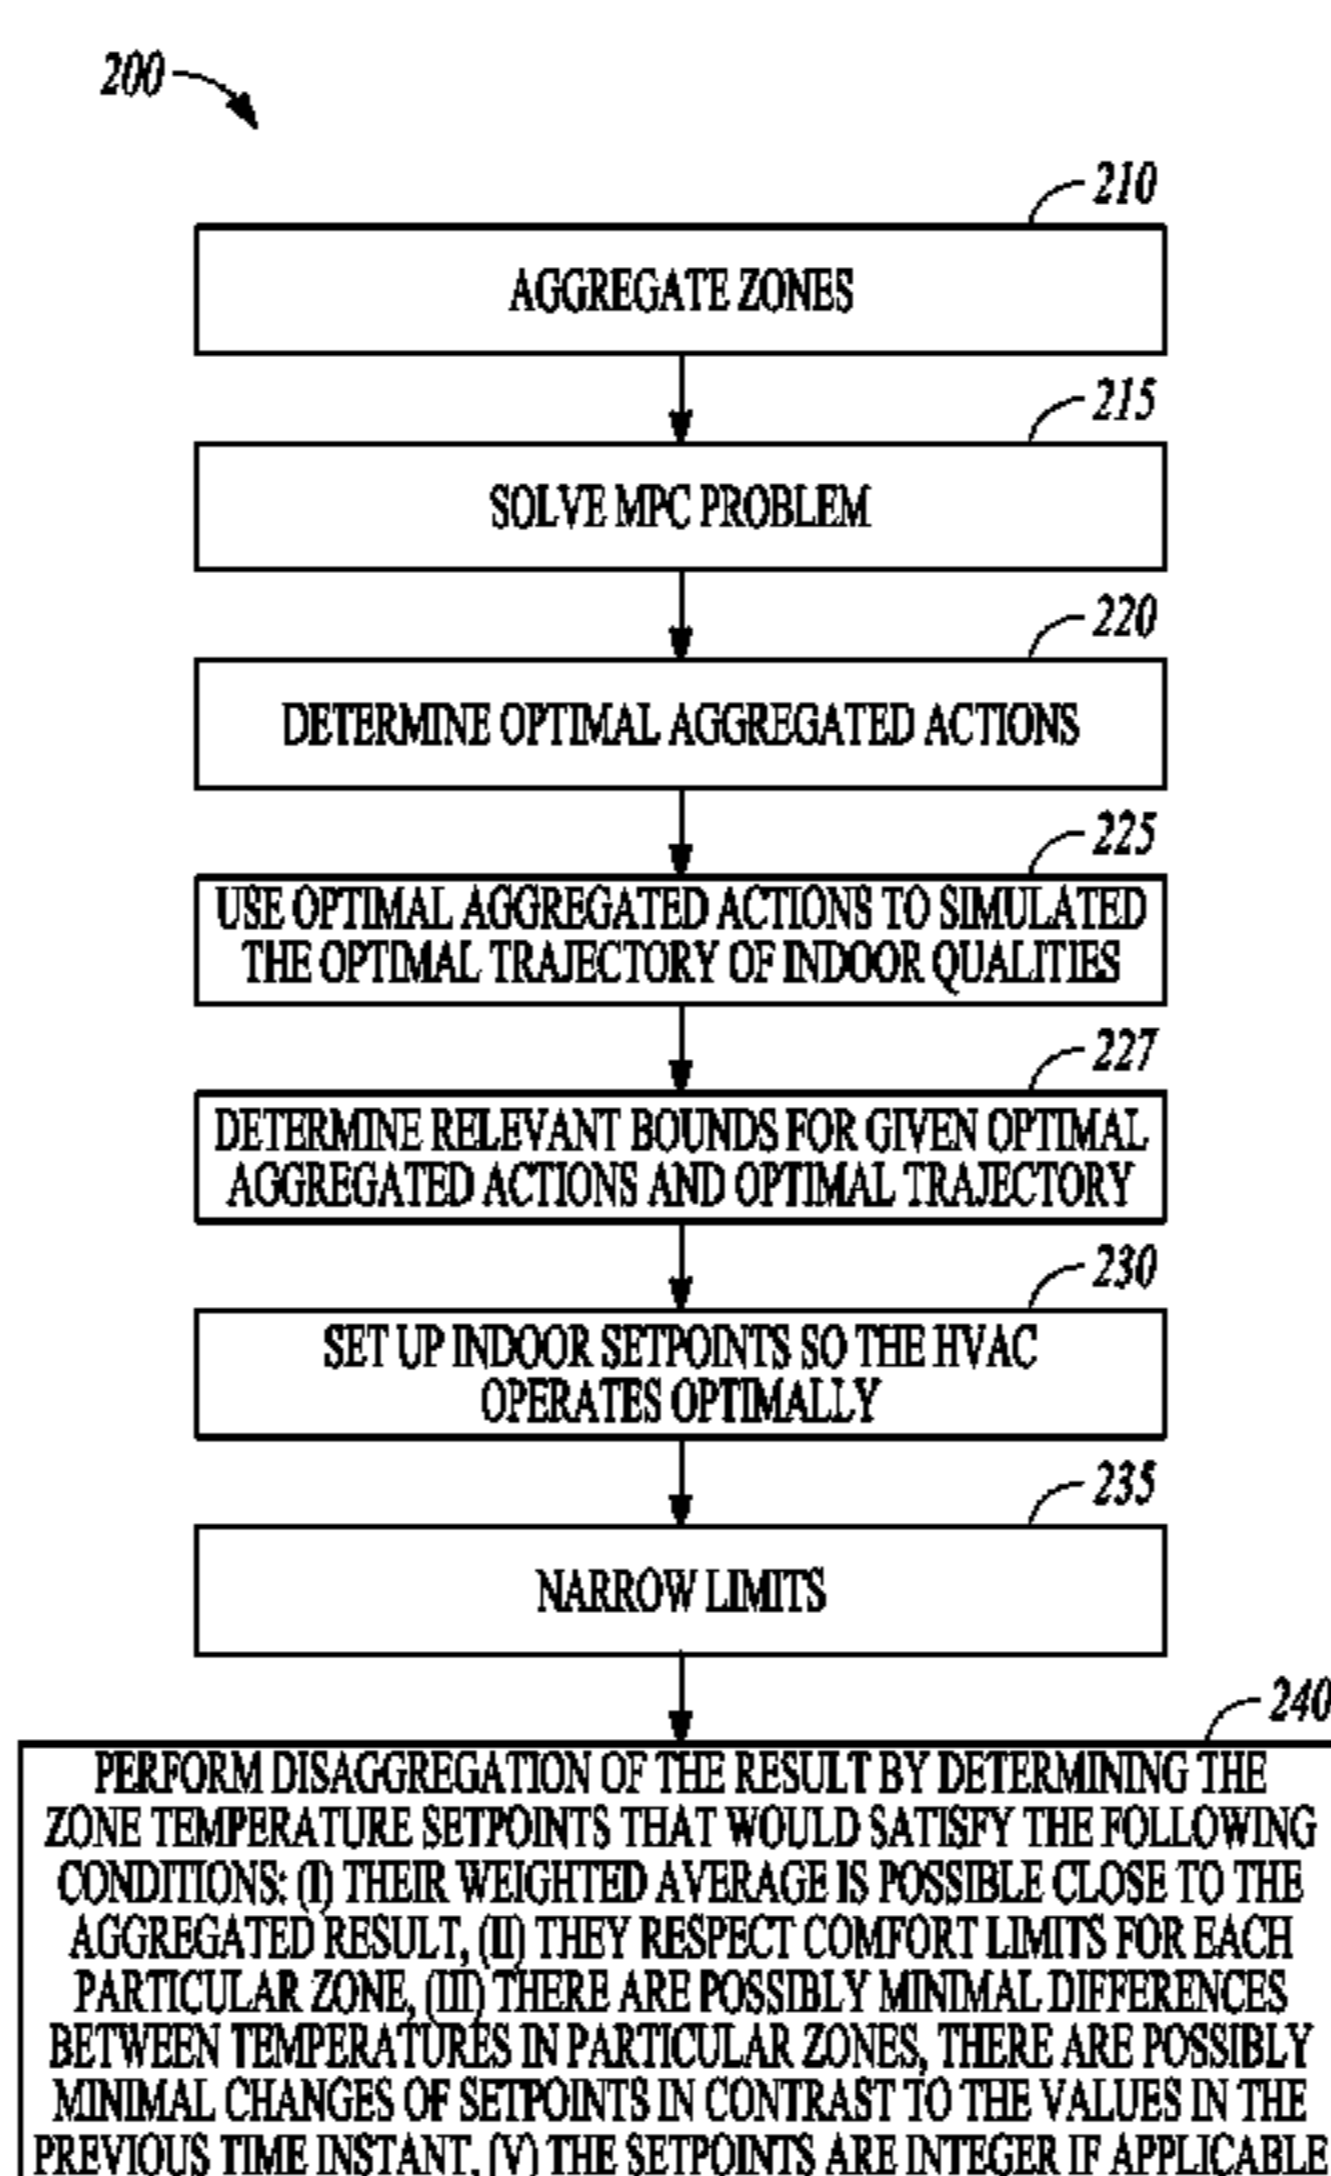 200
210
AGGREGATE ZONES
215
SOLVE MPC PROBLEM
220
DETERMINE OPTIMAL AGGREGATED ACTIONS
225
USE OPTIMAL AGGREGATED ACTIONS TO SIMULATED
THE OPTIMAL TRAJECTORY OF INDOOR QUALITIES
227
DETERMINE RELEVANT BOUNDS FOR GIVEN OPTIMAL
AGGREGATED ACTIONS AND OPTIMAL TRAJECTORY
230
SET UP INDOOR SETPOINTS SO THE HVAC
OPERATES OPTIMALLY
235
NARROW LIMITS
240
PERFORM DISAGGREGATION OF THE RESULT BY DETERMINING THE
ZONE TEMPERATURE SETPOINTS THAT WOULD SATISFY THE FOLLOWING
CONDITIONS: (I) THEIR WEIGHTED AVERAGE IS POSSIBLE CLOSE TO THE
AGGREGATED RESULT, (II) THEY RESPECT COMFORT LIMITS FOR EACH
PARTICULAR ZONE, (III) THERE ARE POSSIBLY MINIMAL DIFFERENCES
BETWEEN TEMPERATURES IN PARTICULAR ZONES, THERE ARE POSSIBLY
MINIMAL CHANGES OF SETPOINTS IN CONTRAST TO THE VALUES IN THE
PREVIOUS TIME INSTANT, (V) THE SETPOINTS ARE INTEGER IF APPLICABLE